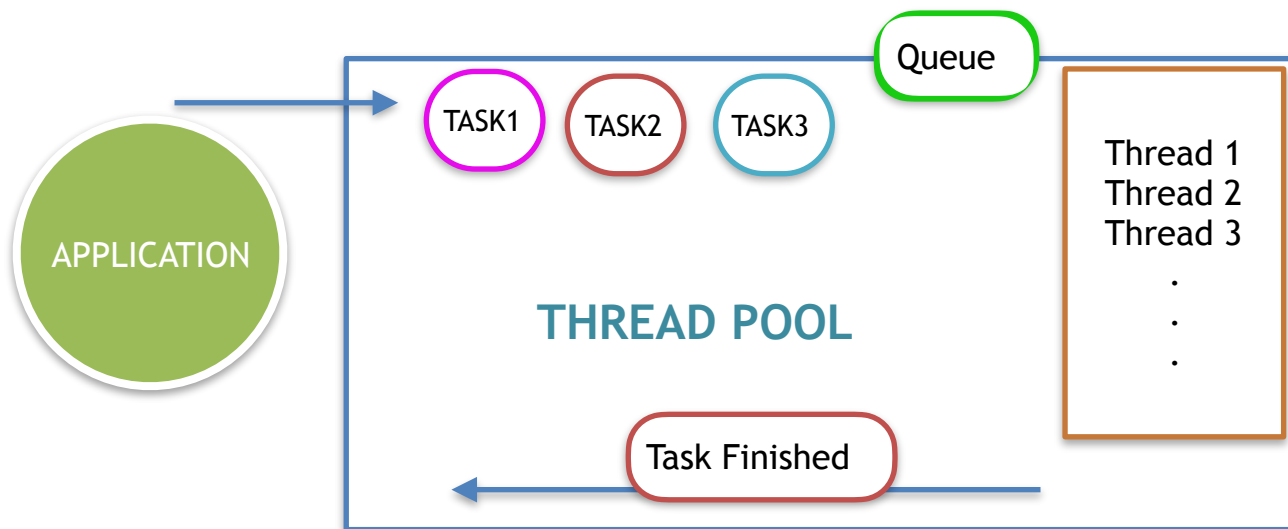 Queue
TASK1
TASK2
TASK3
Thread 1
Thread 2
Thread 3
.
.
.
APPLICATION
THREAD POOL
Task Finished